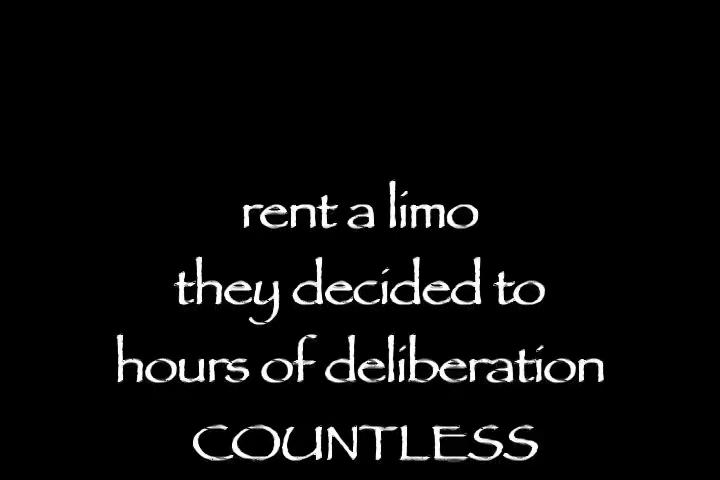 rent a limo
they decided to
hours of deliberation
COUNTLESS